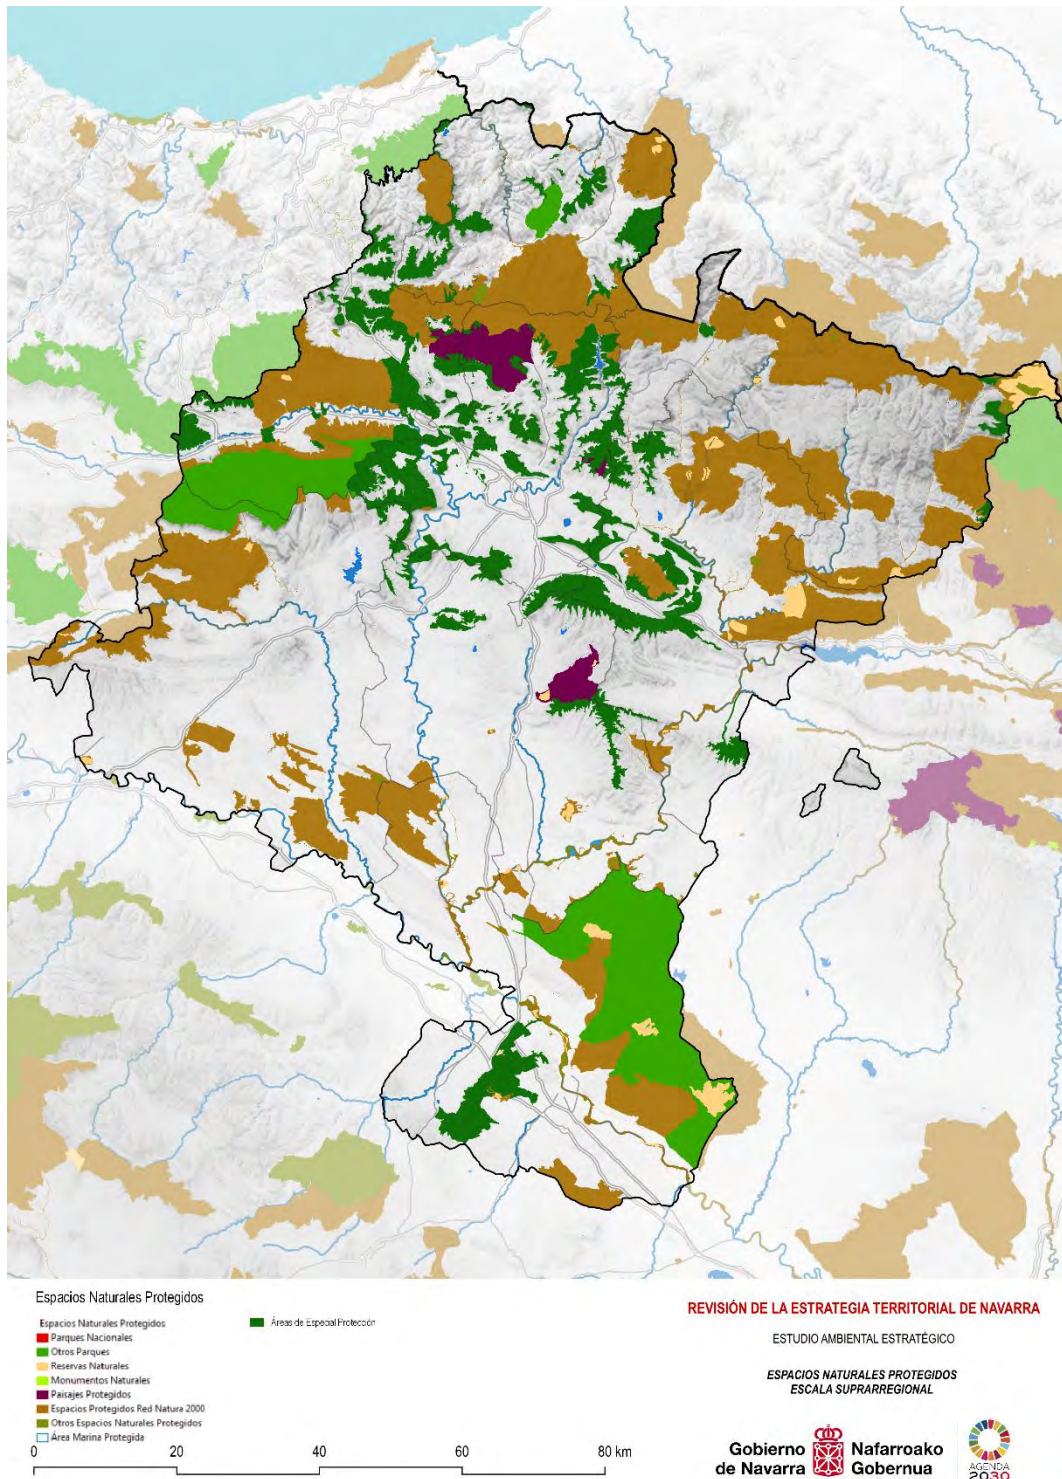 Espacios Naturales Protegidos
Espacios Naturales Protegidos
Parques Nacionales
Otros Parques
Reservas Naturales
Monumentos Naturales
Paisajes Protegidos
Espacios Protegidos Red Natura 2000
Otros Espacios Naturales Protegidos
Área Marina Protegida
Áreas de Especial Protección
0 20 40 60 80 km
REVISIÓN DE LA ESTRATEGIA TERRITORIAL DE NAVARRA
ESTUDIO AMBIENTAL ESTRATÉGICO
ESPACIOS NATURALES PROTEGIDOS
ESCALA SUPRARREGIONAL
Gobierno de Navarra
Nafarroako Gobernua
AGENDA
2030